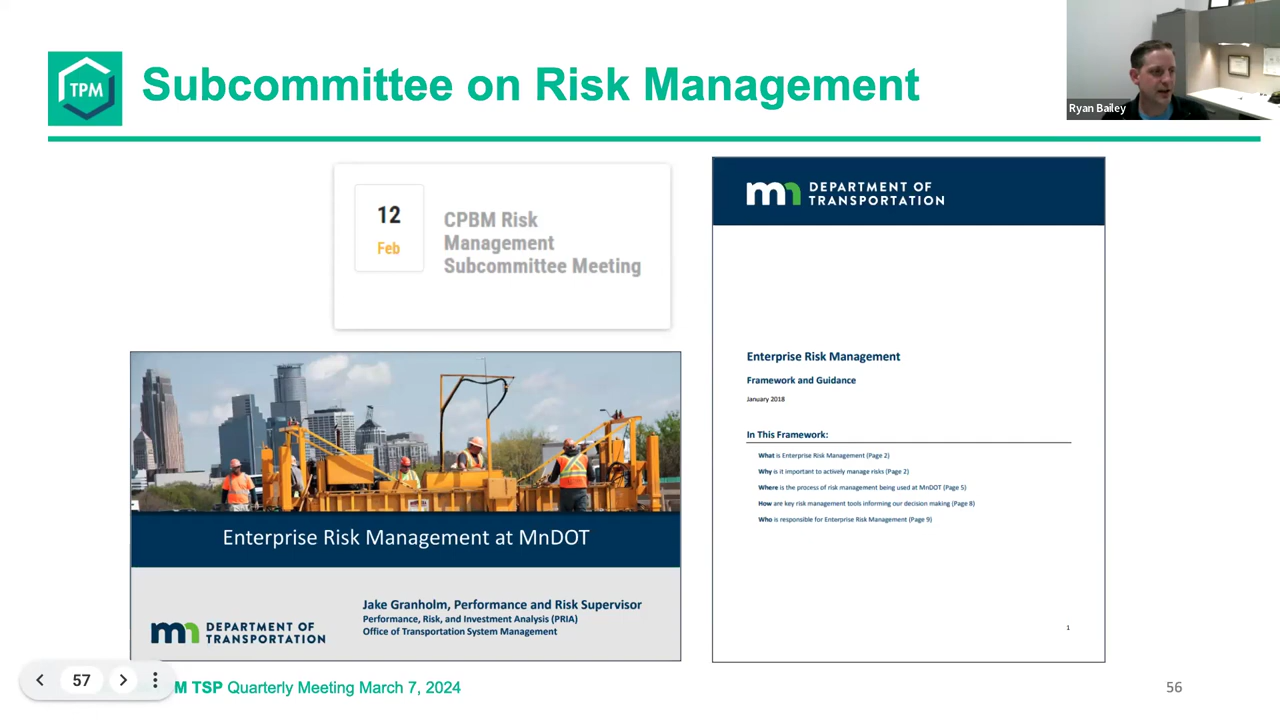 TPM
Subcommittee on Risk Management
Ryan Bailey
12
Feb
CPBM Risk
Management
Subcommittee Meeting
Enterprise Risk Management at MnDOT
mn DEPARTMENT OF
TRANSPORTATION
Jake Granholm, Performance and Risk Supervisor
Performance, Risk, and Investment Analysis (PRIA)
Office of Transportation System Management
mn DEPARTMENT OF
TRANSPORTATION
Enterprise Risk Management
Framework and Guidance
January 2018
In This Framework:
What is Enterprise Risk Management (Page 2)
Why is it important to actively manage risks (Page 2)
Where is the process of risk management being used at MnDOT (Page 5)
How are key risk management tools informing our decision making (Page 8)
Who is responsible for Enterprise Risk Management (Page 9)
1
57
M TSP Quarterly Meeting March 7, 2024
56